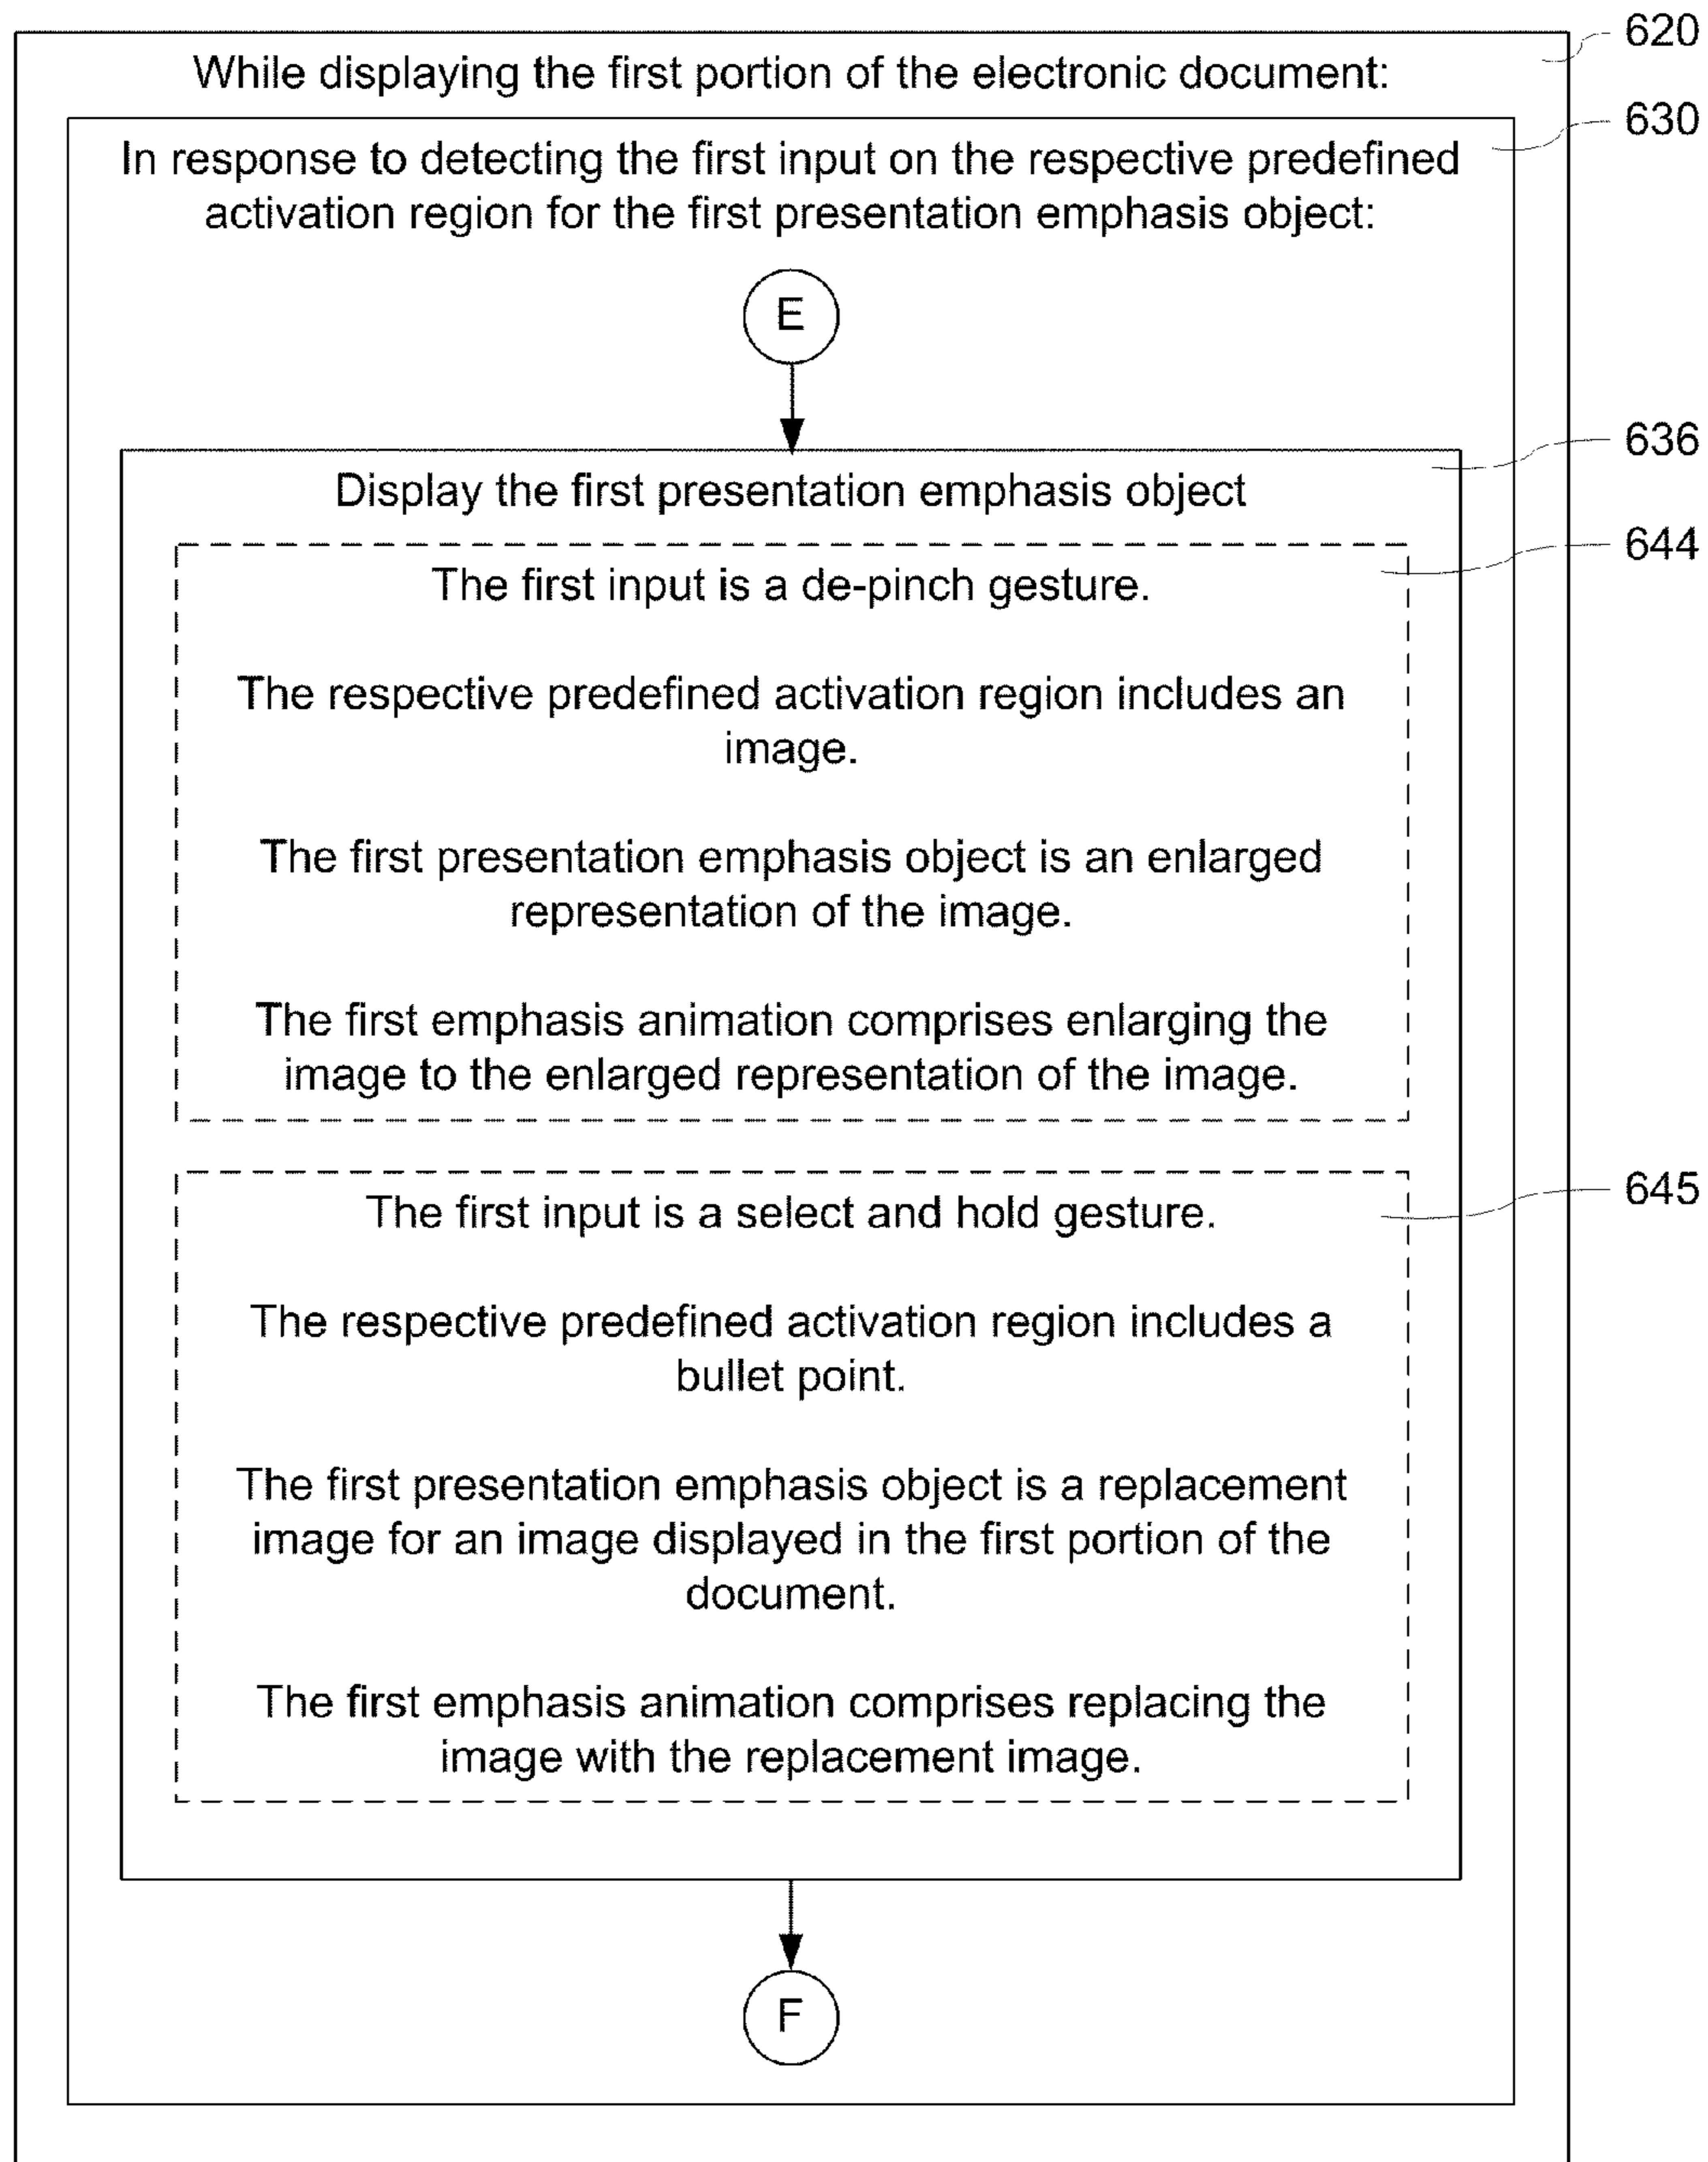 620
While displaying the first portion of the electronic document:
630
In response to detecting the first input on the respective predefined
activation region for the first presentation emphasis object:
E
636
Display the first presentation emphasis object
644
The first input is a de-pinch gesture.
The respective predefined activation region includes an
image.
The first presentation emphasis object is an enlarged
representation of the image.
The first emphasis animation comprises enlarging the
image to the enlarged representation of the image.
645
The first input is a select and hold gesture.
The respective predefined activation region includes a
bullet point.
The first presentation emphasis object is a replacement
image for an image displayed in the first portion of the
document.
The first emphasis animation comprises replacing the
image with the replacement image.
F